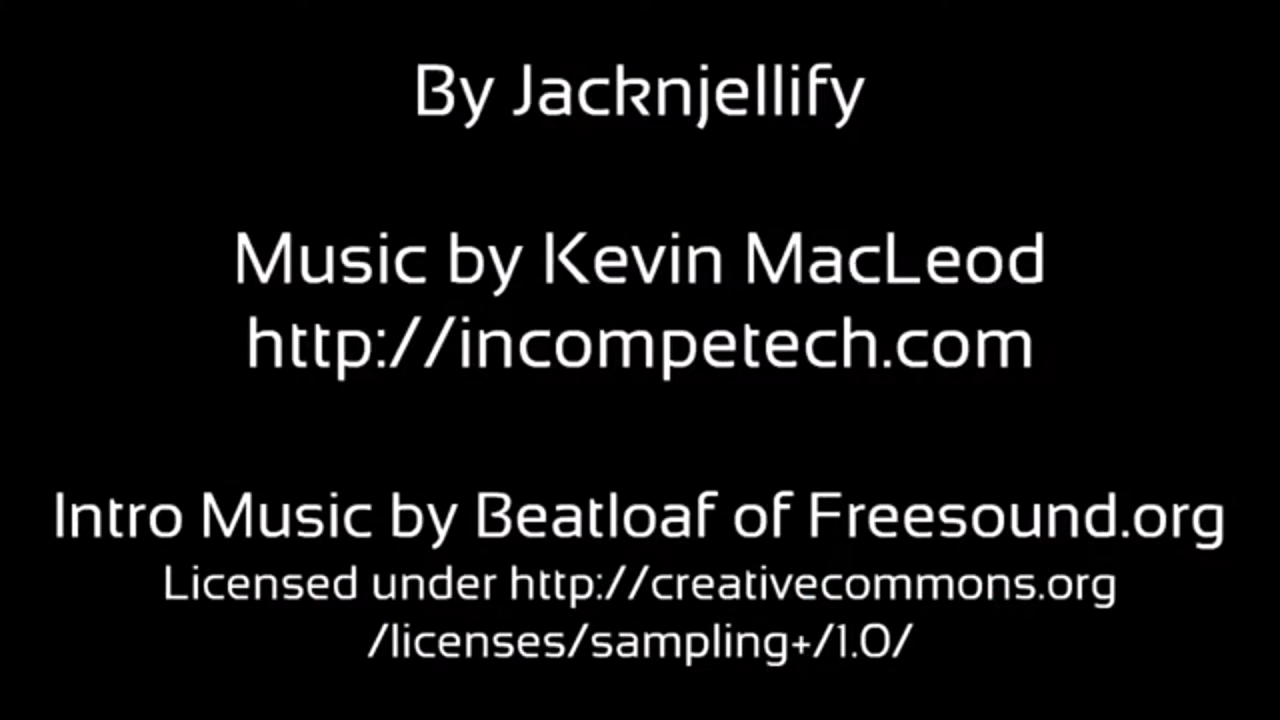 By Jacknjellify
Music by Kevin MacLeod
http://incompetech.com
Intro Music by Beatloaf of Freesound.org
Licensed under http://creativecommons.org
/licenses/sampling+/1.0/